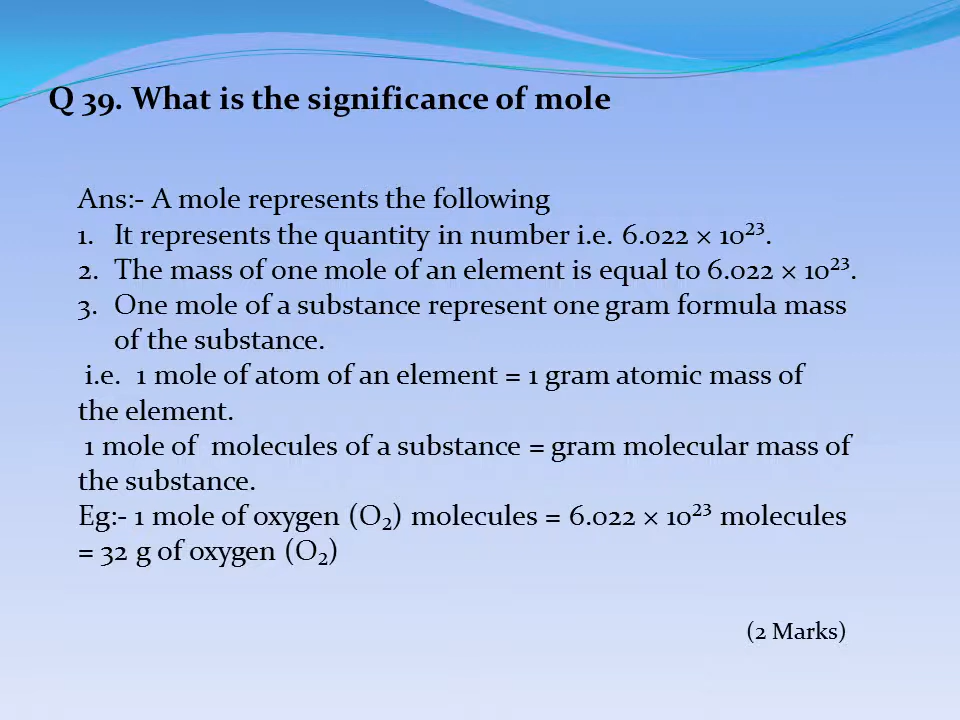 Q 39. What is the significance of mole
Ans:- A mole represents the following
1. It represents the quantity in number i.e. 6.022 × 10²³.
2. The mass of one mole of an element is equal to 6.022 × 10²³.
3. One mole of a substance represent one gram formula mass
of the substance.
i.e. 1 mole of atom of an element = 1 gram atomic mass of
the element.
1 mole of molecules of a substance = gram molecular mass of
the substance.
Eg:- 1 mole of oxygen (O₂) molecules = 6.022 × 10²³ molecules
= 32 g of oxygen (O₂)
(2 Marks)